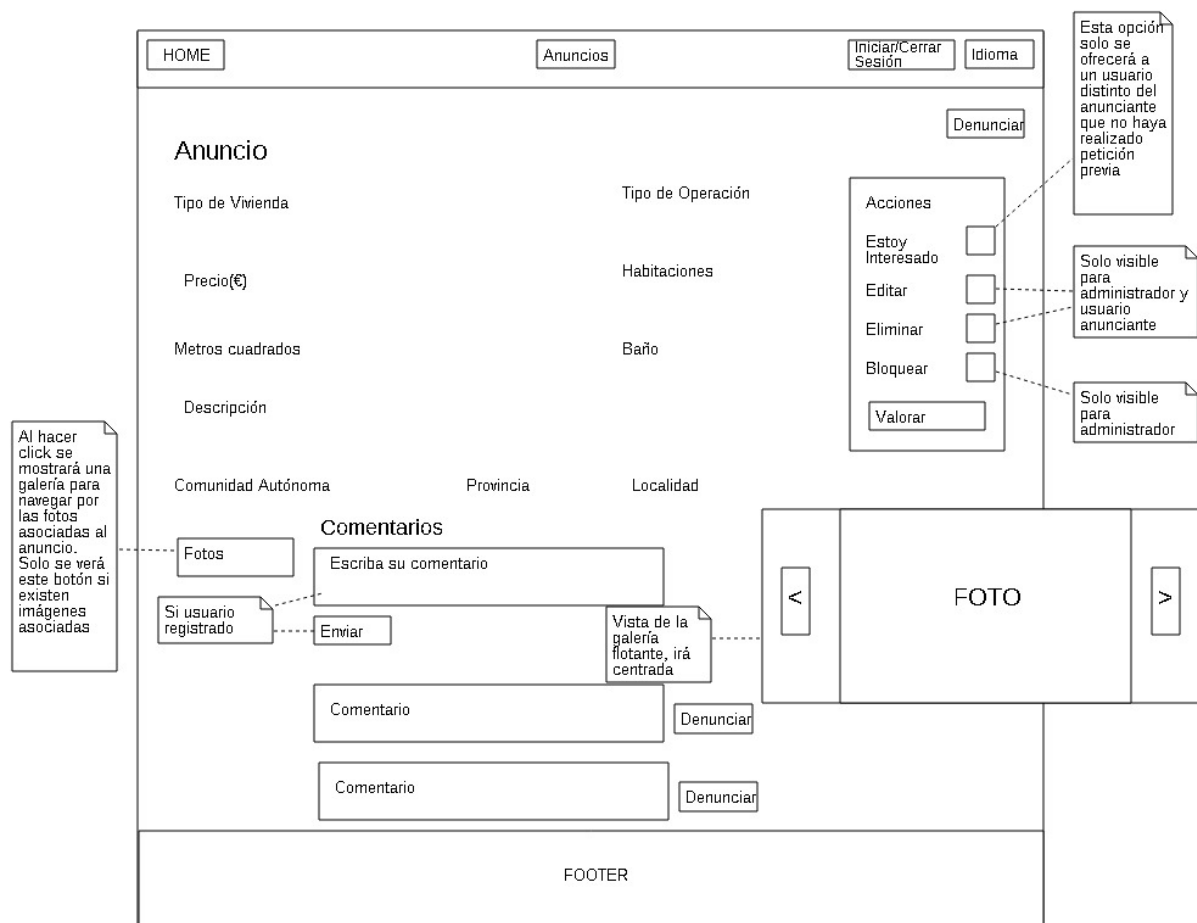 HOME
Anuncios
Iniciar/Cerrar
Sesión
Idioma
Esta opción
solo se
ofrecerá a
un usuario
distinto del
anunciante
que no haya
realizado
petición
previa
Denunciar
Anuncio
Tipo de Vivienda
Tipo de Operación
Acciones
Estoy
Interesado
Precio(€)
Habitaciones
Editar
Eliminar
Solo visible
para
administrador y
usuario
anunciante
Metros cuadrados
Baño
Bloquear
Solo visible
para
administrador
Descripción
Valorar
Al hacer
click se
mostrará una
galería para
navegar por
las fotos
asociadas al
anuncio.
Solo se verá
este botón si
existen
imágenes
asociadas
Comunidad Autónoma
Provincia
Localidad
Comentarios
Fotos
Escriba su comentario
Si usuario
registrado
Enviar
Vista de la
galería
flotante, irá
centrada
<
FOTO
>
Comentario
Denunciar
Comentario
Denunciar
FOOTER